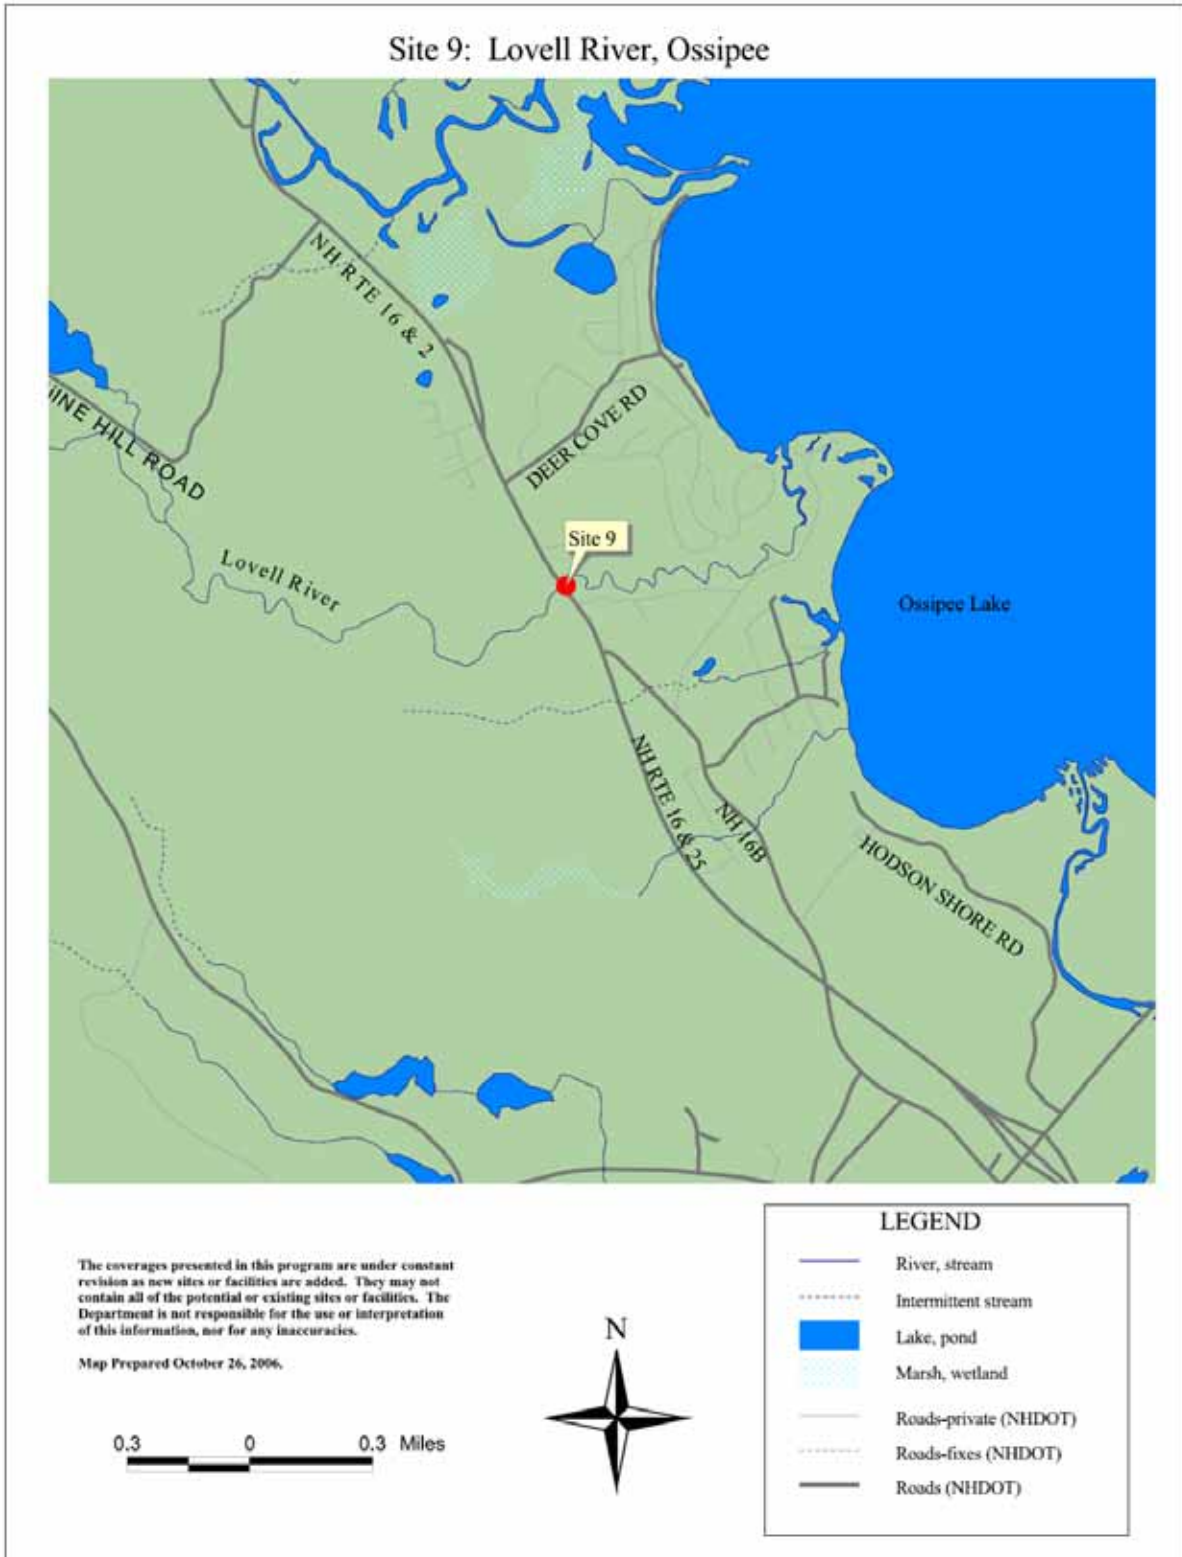 Site 9: Lovell River, Ossipee
NH RTE 16 & 2
IINE HILL ROAD
DEER COVE RD
Site 9
Lovell River
Ossipee Lake
NH RTE 16 & 25
NH 16B
HODSON SHORE RD
The coverages presented in this program are under constant
revision as new sites or facilities are added. They may not
contain all of the potential or existing sites or facilities. The
Department is not responsible for the use or interpretation
of this information, nor for any inaccuracies.
Map Prepared October 26, 2006.
0.3 0 0.3 Miles
N
LEGEND
River, stream
Intermittent stream
Lake, pond
Marsh, wetland
Roads-private (NHDOT)
Roads-fixes (NHDOT)
Roads (NHDOT)